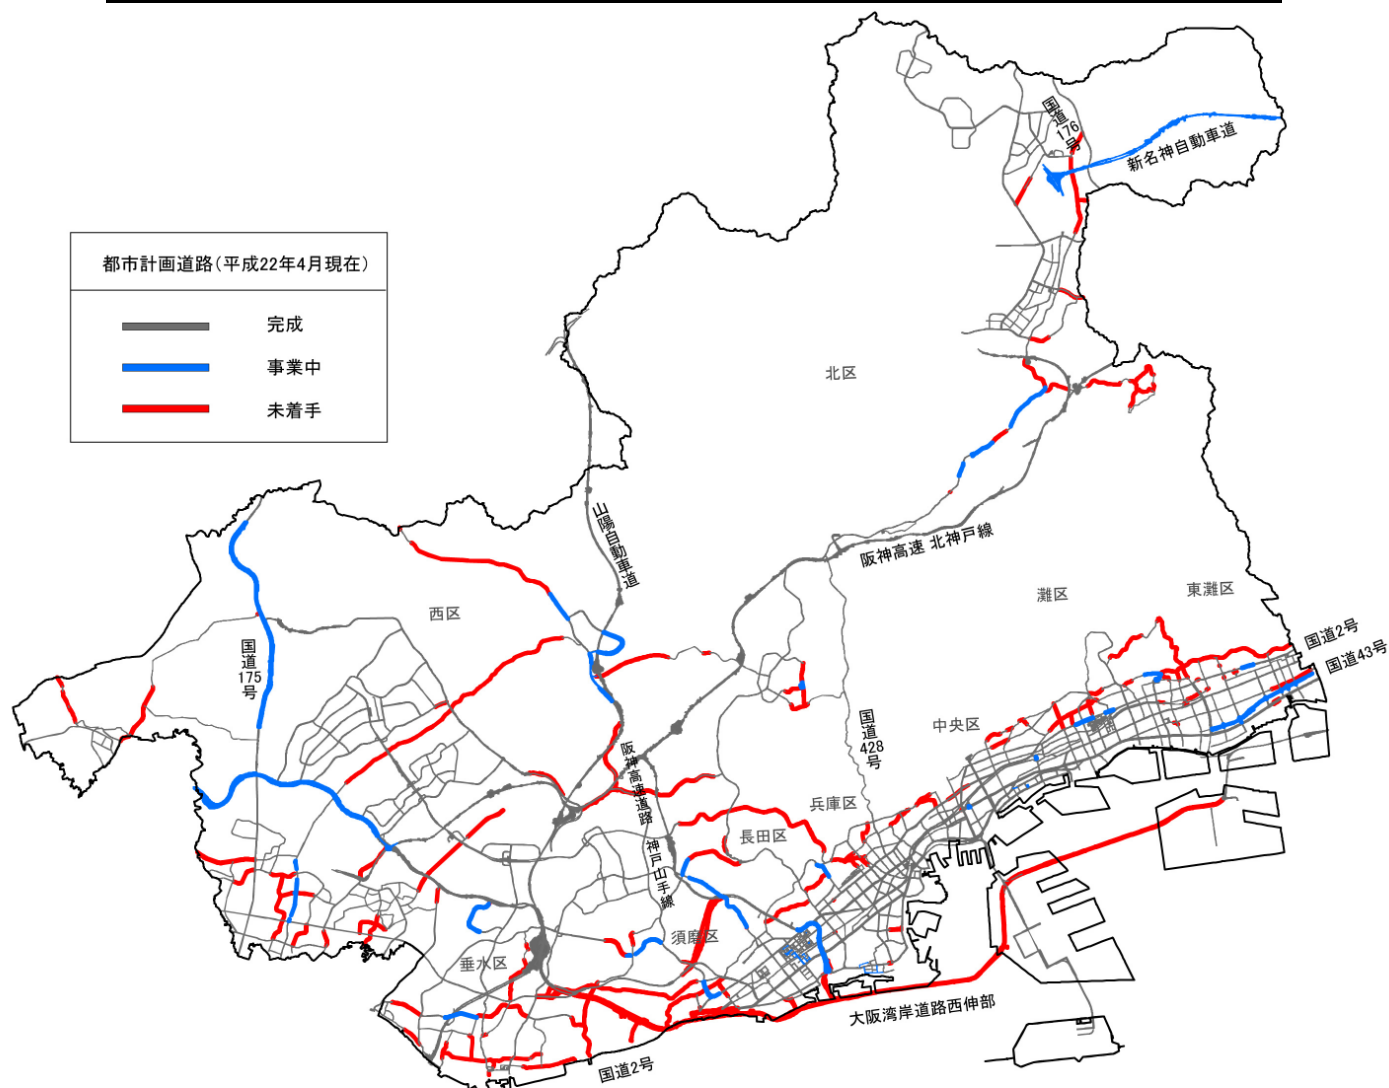 国道176号
新名神自動車道
都市計画道路（平成22年4月現在）
完成
事業中
未着手
北区
山陽自動車道
阪神高速 北神戸線
西区
灘区
東灘区
国道2号
国道43号
国道175号
国道428号
中央区
阪神高速道路 神戸山手線
兵庫区
長田区
須磨区
垂水区
大阪湾岸道路西伸部
国道2号